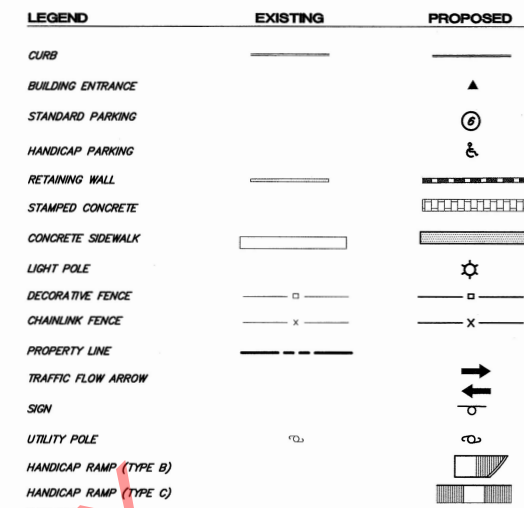 LEGEND EXISTING PROPOSED
CURB
BUILDING ENTRANCE
STANDARD PARKING 6
HANDICAP PARKING
RETAINING WALL
STAMPED CONCRETE
CONCRETE SIDEWALK
LIGHT POLE
DECORATIVE FENCE
CHAINLINK FENCE X X
PROPERTY LINE
TRAFFIC FLOW ARROW
SIGN
UTILITY POLE
HANDICAP RAMP (TYPE B)
HANDICAP RAMP (TYPE C)